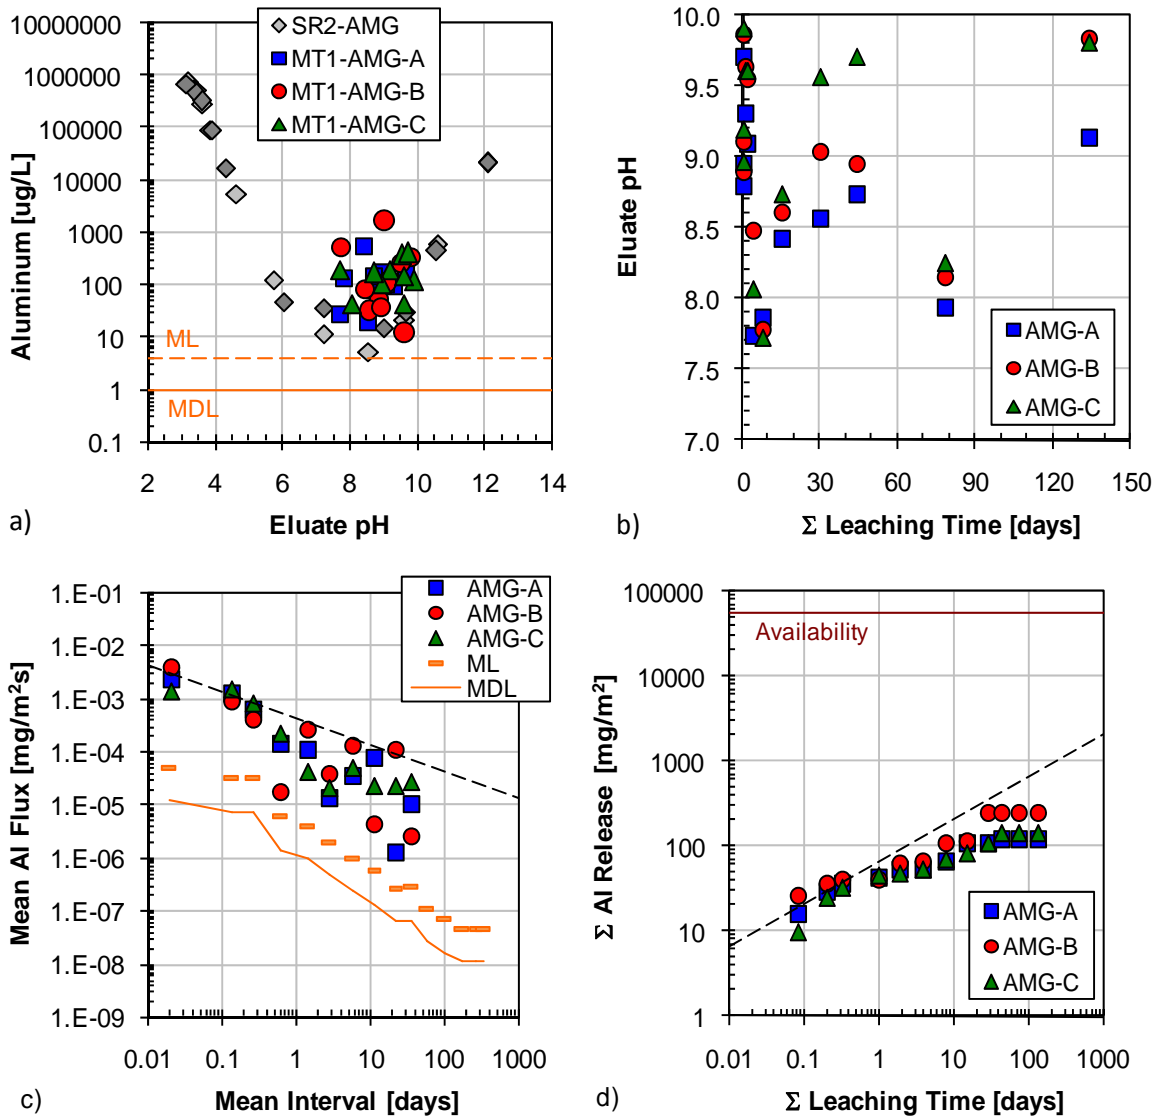 SR2-AMG
MT1-AMG-A
MT1-AMG-B
MT1-AMG-C
Aluminum [ug/L]
10000000
1000000
100000
10000
1000
100
10
1
0.1
ML
MDL
2 4 6 8 10 12 14
Eluate pH
a)
Eluate pH
10.0
9.5
9.0
8.5
8.0
7.5
7.0
AMG-A
AMG-B
AMG-C
0 30 60 90 120 150
Σ Leaching Time [days]
b)
AMG-A
AMG-B
AMG-C
ML
MDL
Mean Al Flux [mg/m²s]
1.E-01
1.E-02
1.E-03
1.E-04
1.E-05
1.E-06
1.E-07
1.E-08
1.E-09
0.01 0.1 1 10 100 1000
Mean Interval [days]
c)
Σ Al Release [mg/m²]
100000
10000
1000
100
10
1
Availability
AMG-A
AMG-B
AMG-C
0.01 0.1 1 10 100 1000
Σ Leaching Time [days]
d)